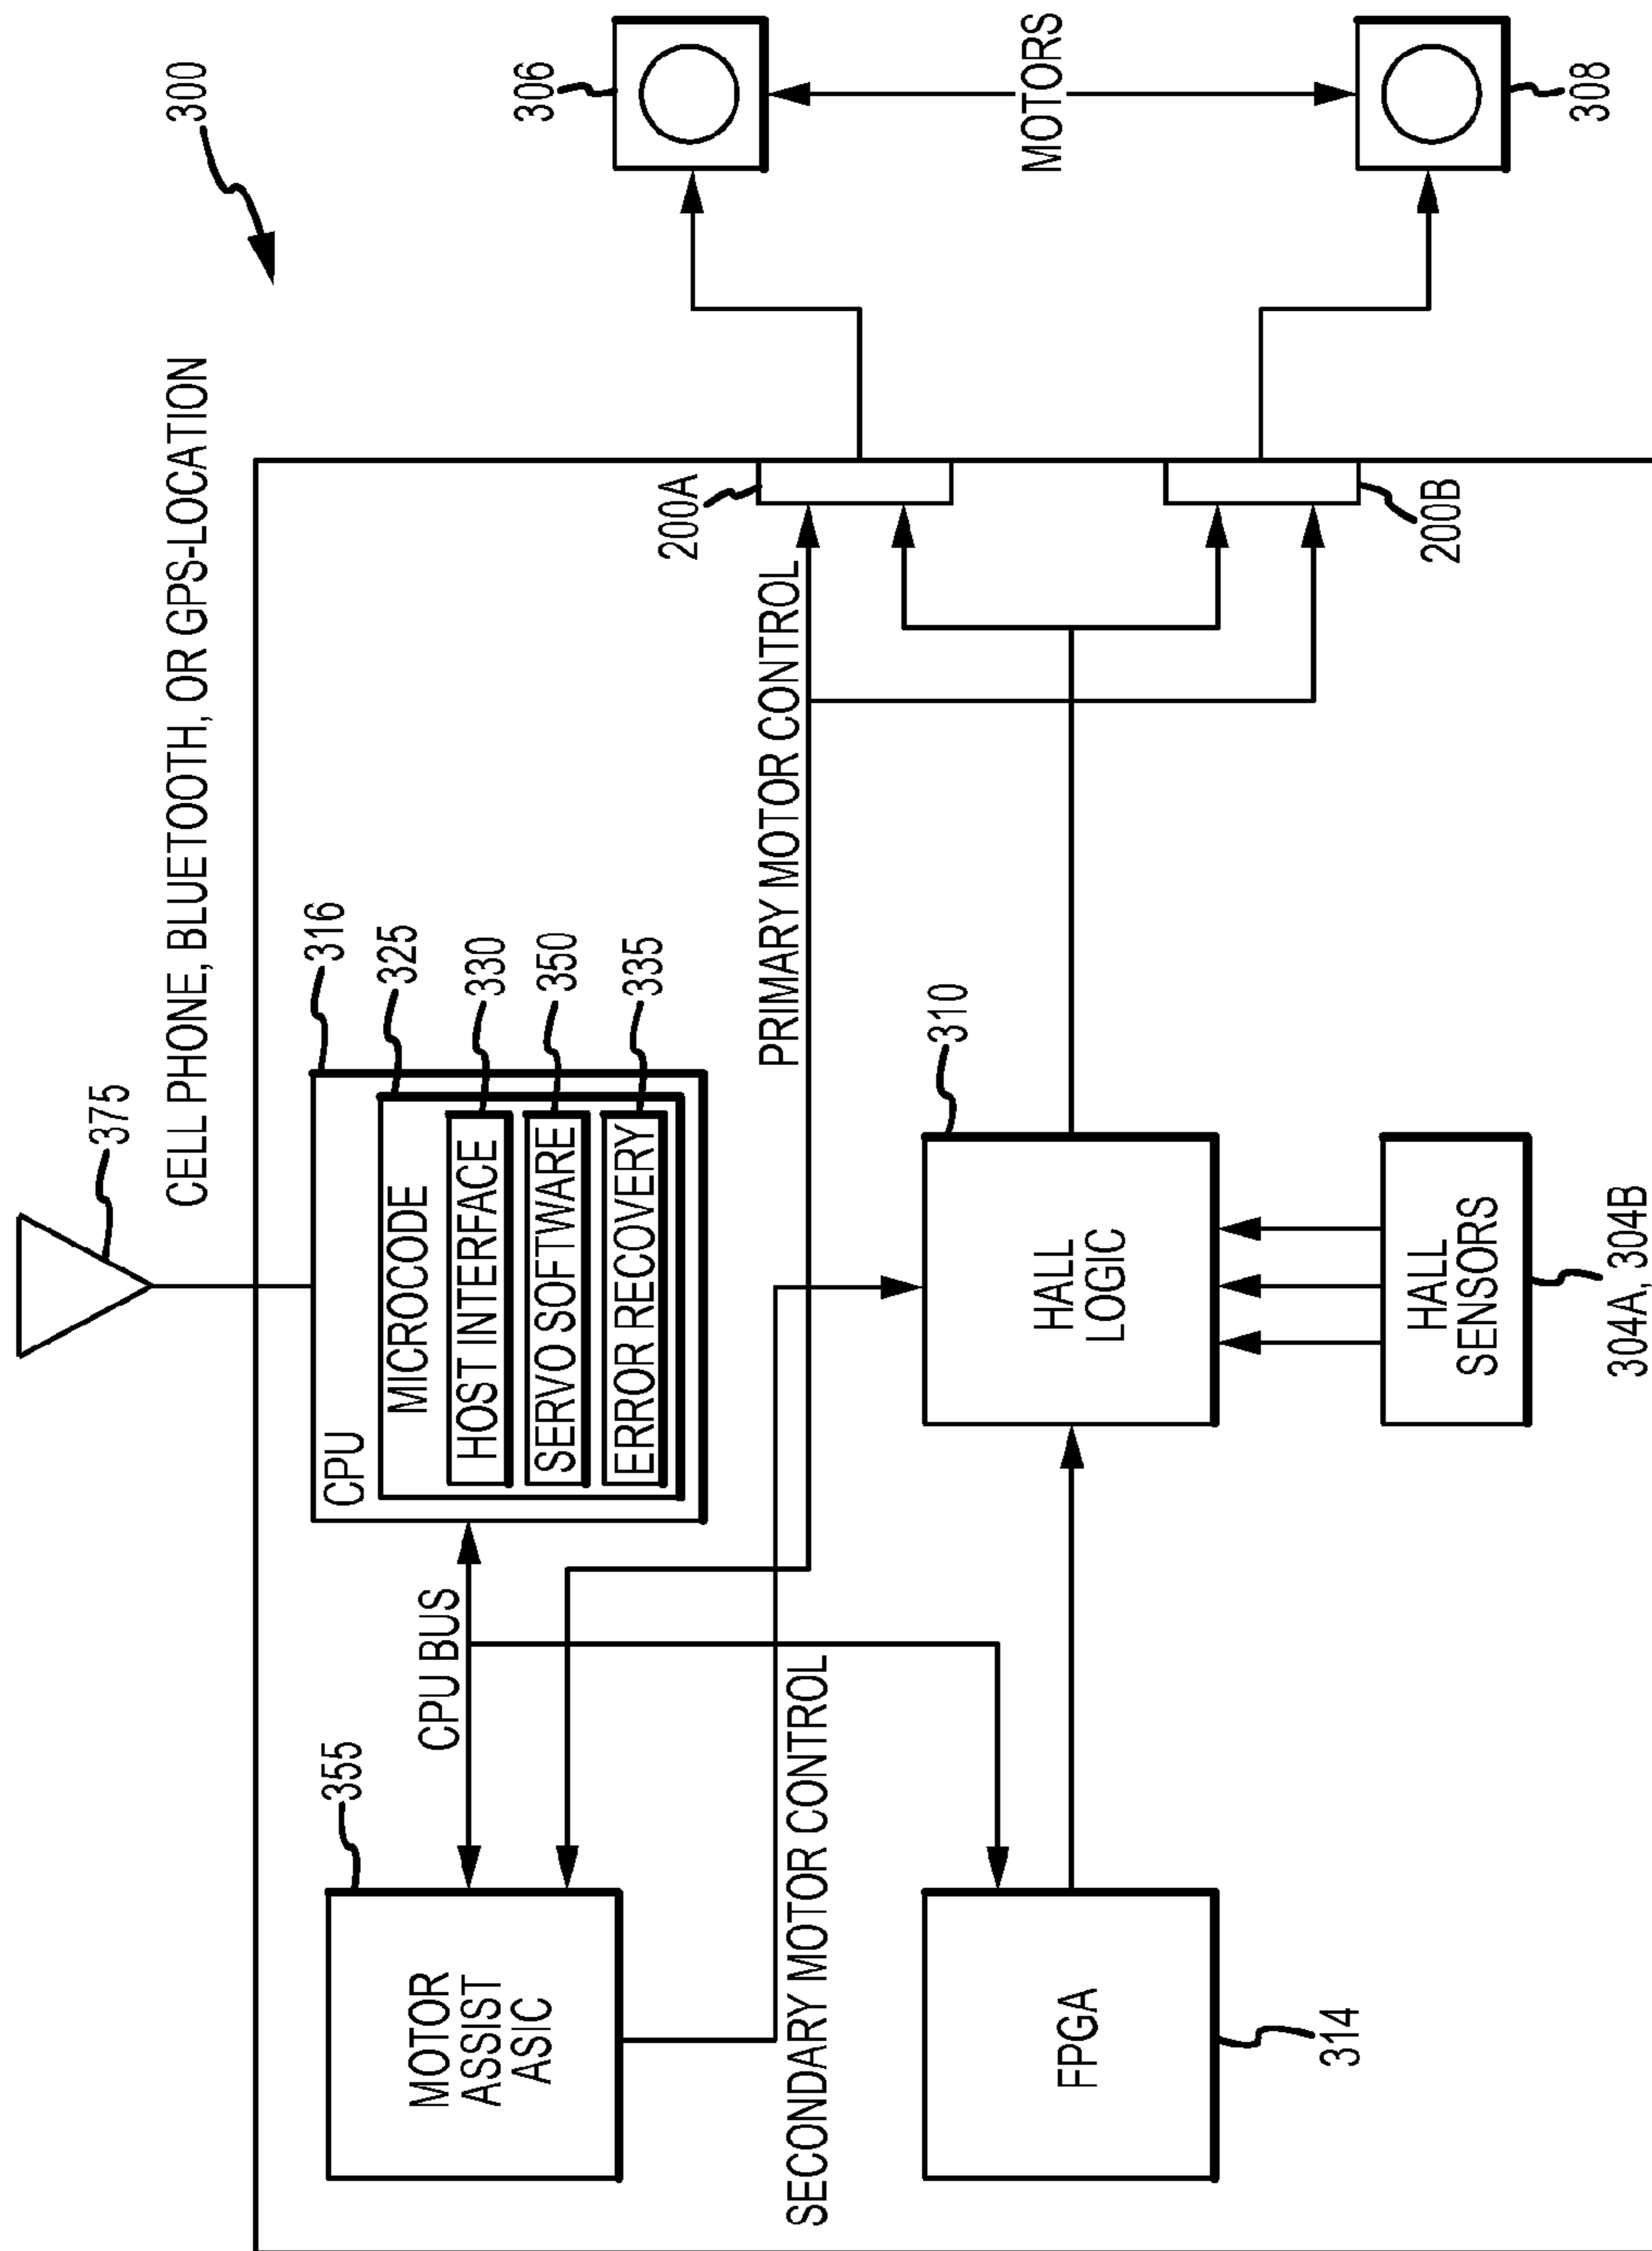 300
375
CELL PHONE, BLUETOOTH, OR GPS-LOCATION
316
325
330
350
335
CPU
MICROCODE
HOST INTERFACE
SERVO SOFTWARE
ERROR RECOVERY
355
MOTOR
ASSIST
ASIC
CPU BUS
PRIMARY MOTOR CONTROL
SECONDARY MOTOR CONTROL
200A
306
MOTORS
308
200B
310
FPGA
314
HALL
LOGIC
HALL
SENSORS
304A, 304B